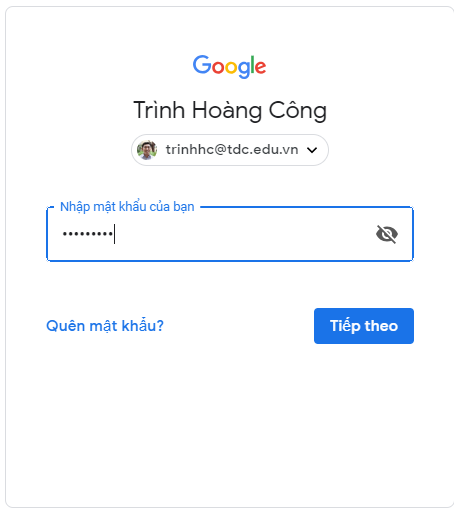 Google
Trình Hoàng Công
trinhhc@tdc.edu.vn
Nhập mật khẩu của bạn
•••••••••
Quên mật khẩu?
Tiếp theo